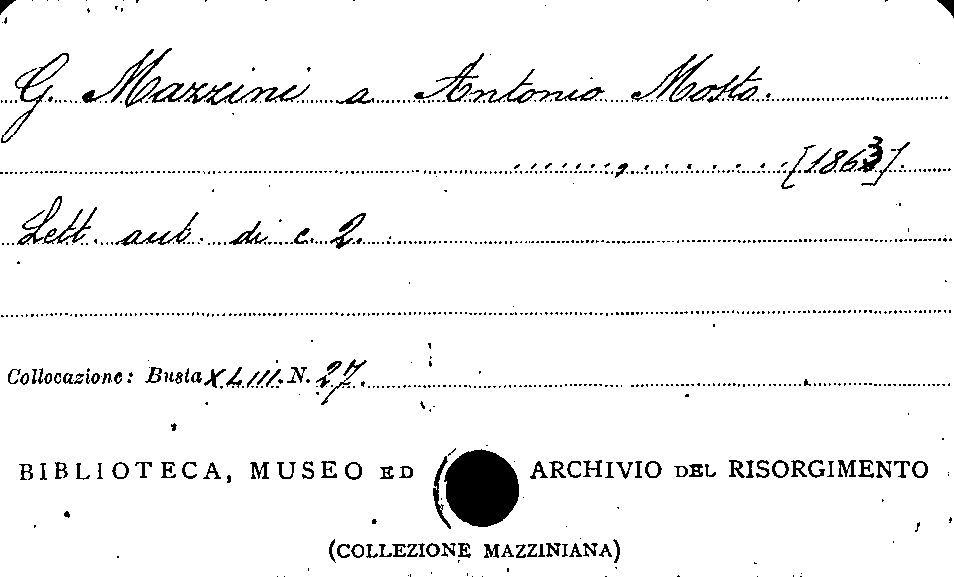 G. Mazzini a Antonio Mosto.
........, ........[1863].
Lett. aut. di c. 2.
Collocazione: Busta XLIII. N. 27.
BIBLIOTECA, MUSEO ED ARCHIVIO DEL RISORGIMENTO
(COLLEZIONE MAZZINIANA)